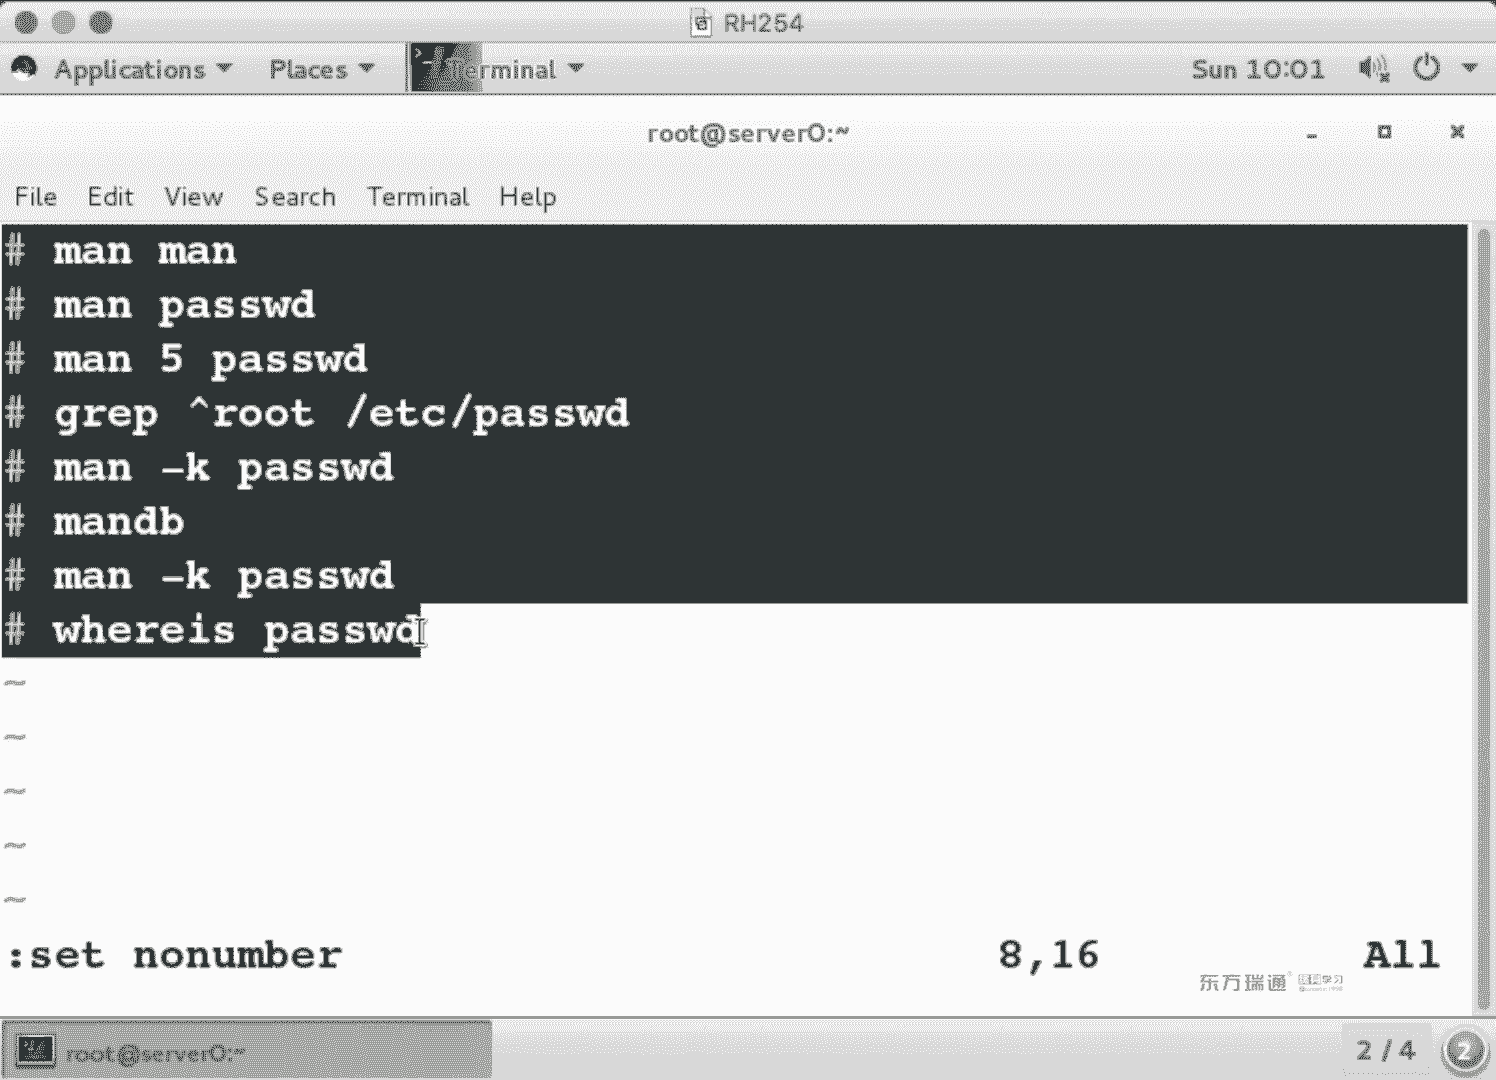 RH254
Applications Places Terminal Sun 10:01
root@server0:~
File Edit View Search Terminal Help
# man man
# man passwd
# man 5 passwd
# grep ^root /etc/passwd
# man -k passwd
# mandb
# man -k passwd
# whereis passwd
~
~
~
~
~
:set nonumber 8,16 All
东方瑞通 学习
root@server0:~ 2 / 4 2